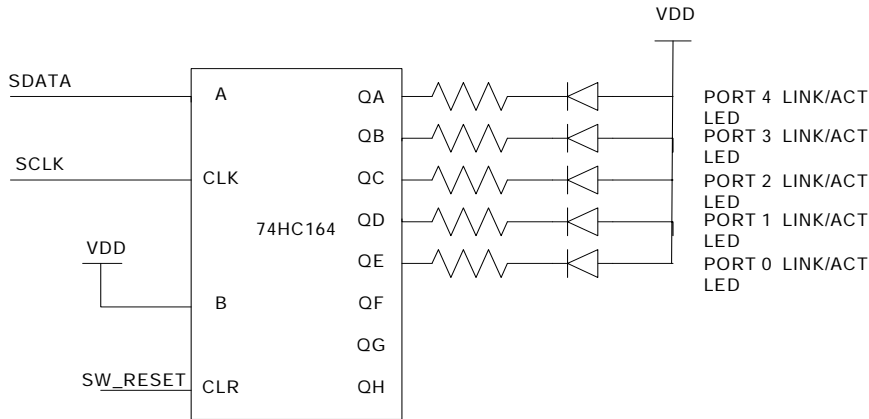 VDD
SDATA
A
QA
PORT 4 LINK/ACT
LED
QB
PORT 3 LINK/ACT
LED
SCLK
CLK
QC
PORT 2 LINK/ACT
LED
74HC164
QD
PORT 1 LINK/ACT
LED
VDD
QE
PORT 0 LINK/ACT
LED
B
QF
QG
SW_RESET
CLR
QH